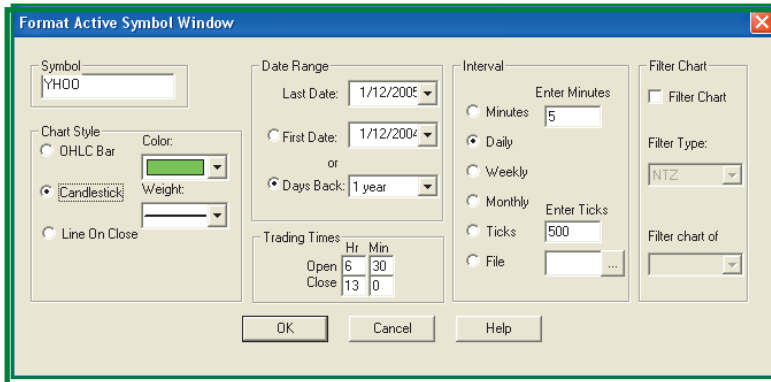 Format Active Symbol Window
Symbol
YHOO
Chart Style
OHLC Bar
Color:
Candlestick
Weight:
Line On Close
Date Range
Last Date: 1/12/2005
First Date: 1/12/2004
or
Days Back: 1 year
Trading Times
Hr Min
Open 6 30
Close 13 0
Interval
Enter Minutes
Minutes 5
Daily
Weekly
Monthly
Enter Ticks
Ticks 500
File ...
Filter Chart
Filter Chart
Filter Type:
NTZ
Filter chart of
OK Cancel Help